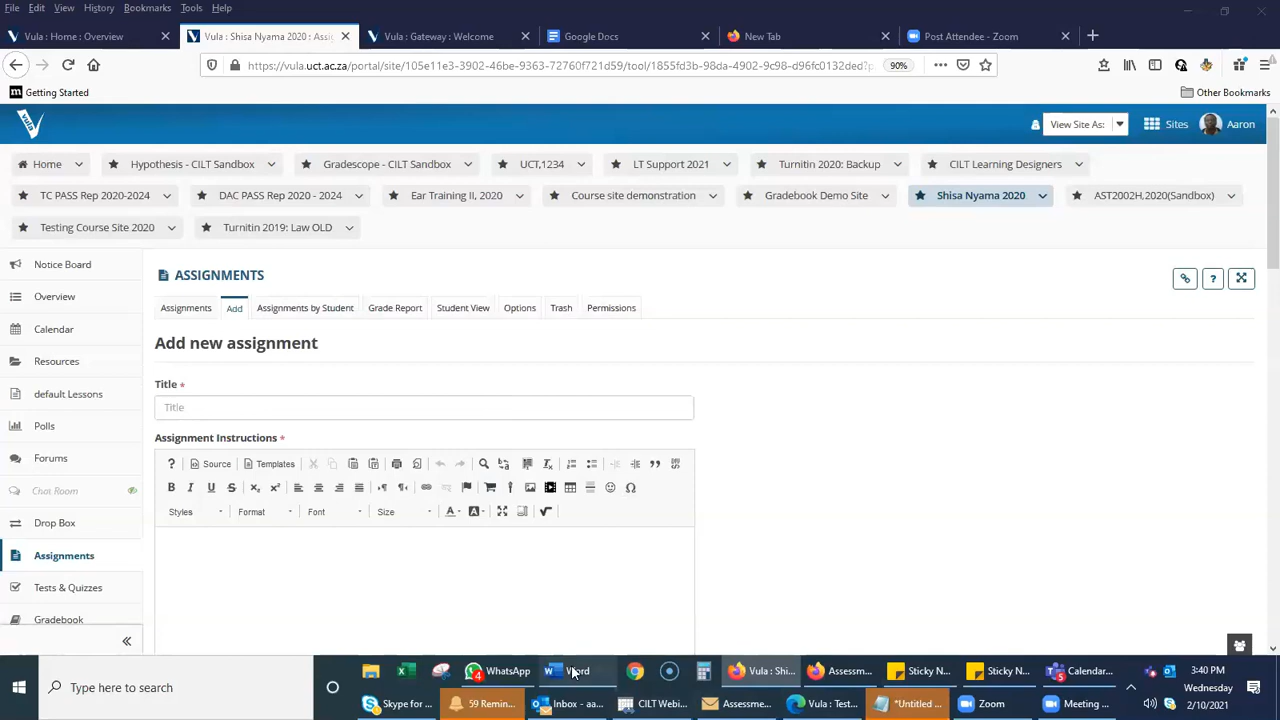 File Edit View History Bookmarks Tools Help
Vula : Home : Overview
Vula : Shisa Nyama 2020 : Assig
Vula : Gateway : Welcome
Google Docs
New Tab
Post Attendee - Zoom
https://vula.uct.ac.za/portal/site/105e11e3-3902-46be-9363-72760f721d59/tool/1855fd3b-98da-4902-9c98-d96fc0132ded?p
90%
Getting Started
Other Bookmarks
vula
View Site As:
Sites
Aaron
Home
Hypothesis - CILT Sandbox
Gradescope - CILT Sandbox
UCT,1234
LT Support 2021
Turnitin 2020: Backup
CILT Learning Designers
TC PASS Rep 2020-2024
DAC PASS Rep 2020 - 2024
Ear Training II, 2020
Course site demonstration
Gradebook Demo Site
Shisa Nyama 2020
AST2002H,2020(Sandbox)
Testing Course Site 2020
Turnitin 2019: Law OLD
Notice Board
Overview
Calendar
Resources
default Lessons
Polls
Forums
Chat Room
Drop Box
Assignments
Tests & Quizzes
Gradebook
ASSIGNMENTS
Assignments
Add
Assignments by Student
Grade Report
Student View
Options
Trash
Permissions
Add new assignment
Title *
Title
Assignment Instructions *
Source
Templates
Styles
Format
Font
Size
Type here to search
WhatsApp
Word
Vula : Shi...
Assessm...
Sticky N...
Sticky N...
Calendar...
3:40 PM
Wednesday
2/10/2021
Skype for ...
59 Remin...
Inbox - aa...
CILT Webi...
Assessme...
Vula : Test...
*Untitled ...
Zoom
Meeting ...